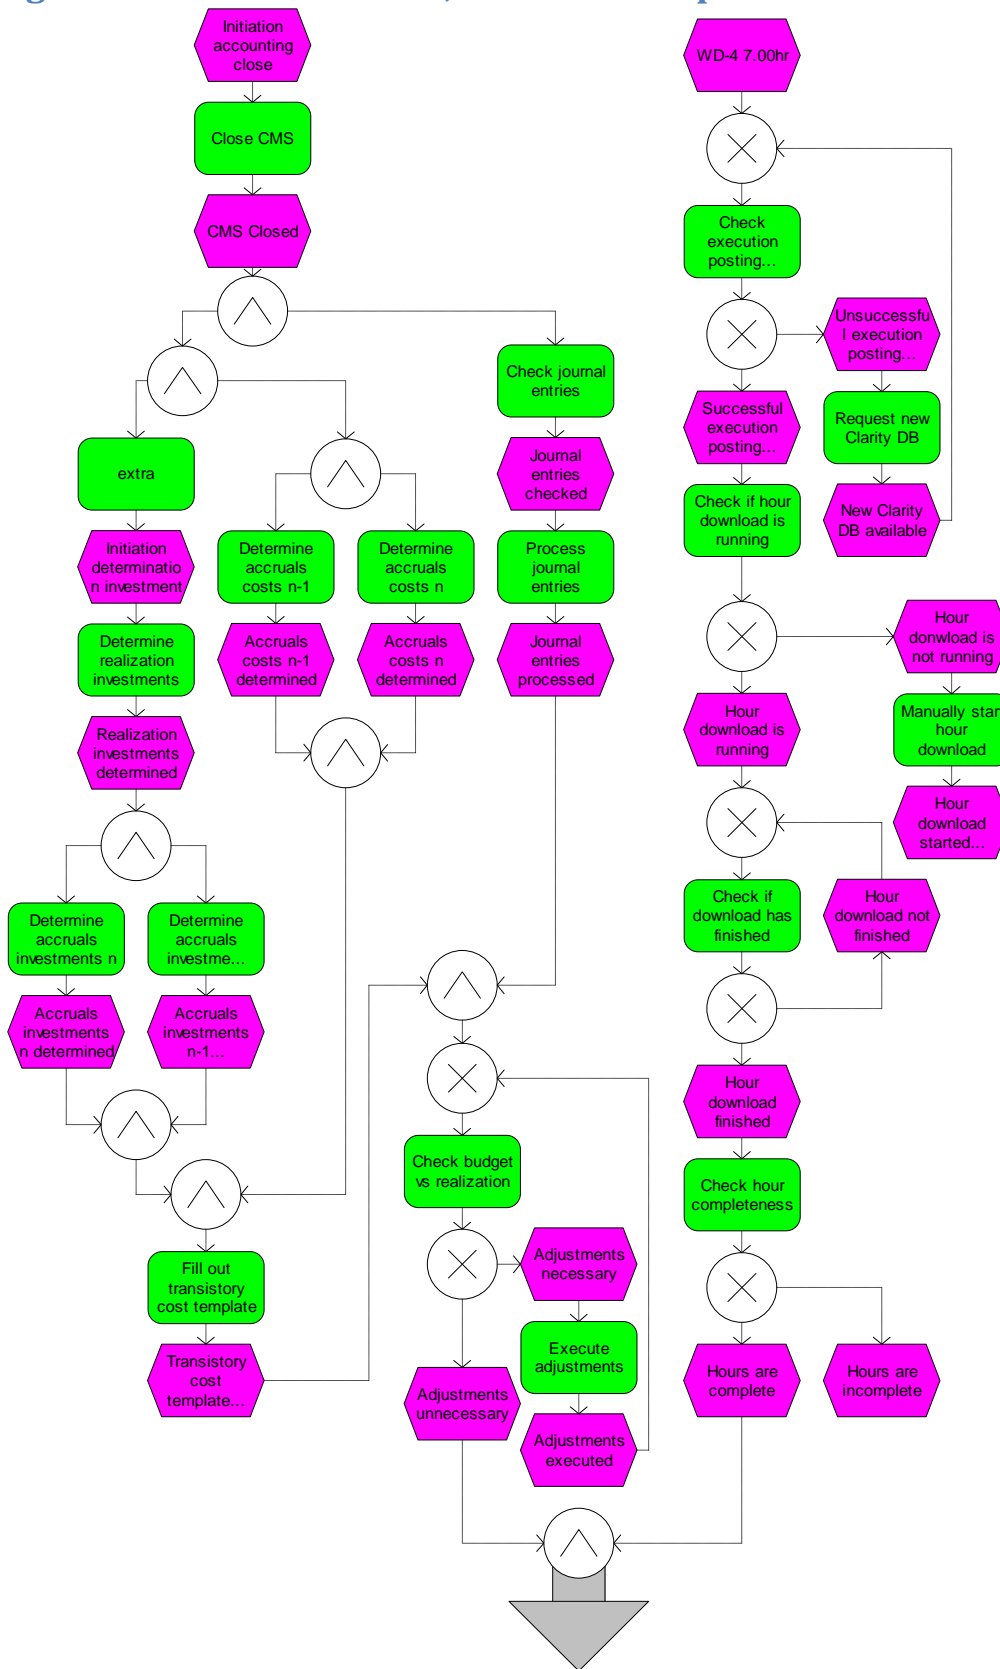 Initiation
accounting
close
Close CMS
CMS Closed
extra
Initiation
determinatio
n investment
Determine
realization
investments
Realization
investments
determined
Determine
accruals
investments n
Accruals
investments
n determined
Determine
accruals
investme...
Accruals
investments
n-1...
Determine
accruals
costs n-1
Accruals
costs n-1
determined
Determine
accruals
costs n
Accruals
costs n
determined
Check journal
entries
Journal
entries
checked
Process
journal
entries
Journal
entries
processed
Fill out
transistory
cost template
Transistory
cost
template...
Check budget
vs realization
Adjustments
necessary
Execute
adjustments
Adjustments
executed
Adjustments
unnecessary
WD-4 7.00hr
Check
execution
posting...
Unsuccessfu
l execution
posting...
Request new
Clarity DB
New Clarity
DB available
Successful
execution
posting...
Check if hour
download is
running
Hour
donwload is
not running
Manually star
hour
download
Hour
download
started...
Hour
download is
running
Check if
download has
finished
Hour
download not
finished
Hour
download
finished
Check hour
completeness
Hours are
complete
Hours are
incomplete